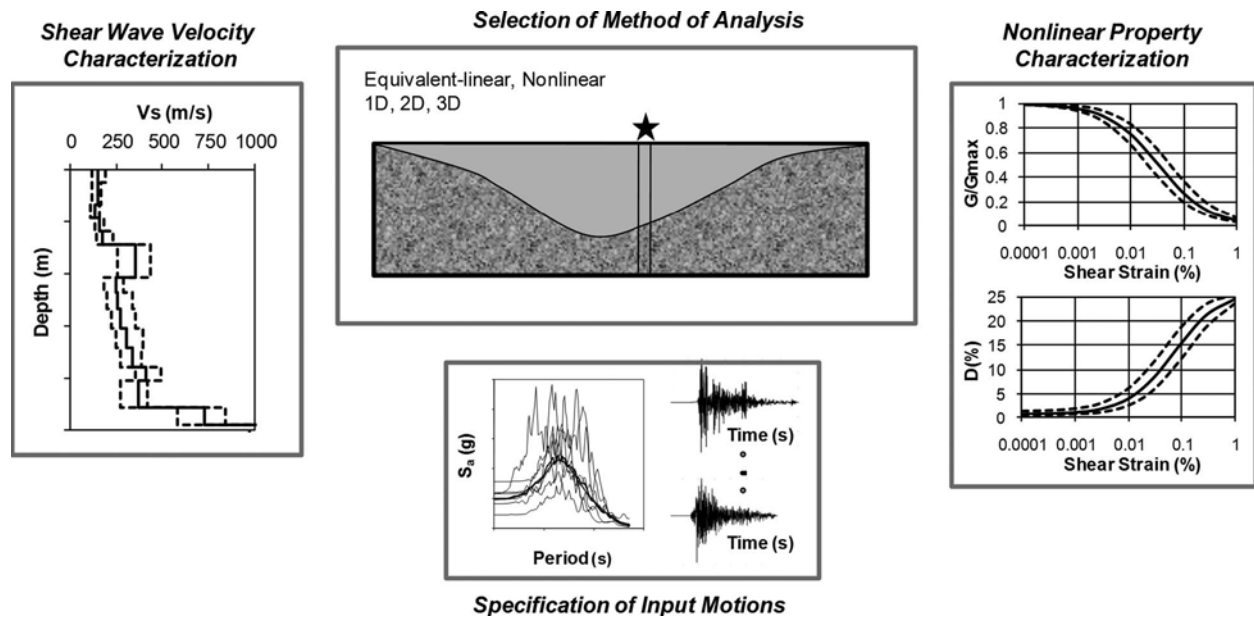 Shear Wave Velocity
Characterization
Vs (m/s)
0 250 500 750 1000
Depth (m)
Selection of Method of Analysis
Equivalent-linear, Nonlinear
1D, 2D, 3D
Nonlinear Property
Characterization
G/Gmax
1
0.8
0.6
0.4
0.2
0
0.0001 0.001 0.01 0.1 1
Shear Strain (%)
D(%)
25
20
15
10
5
0
0.0001 0.001 0.01 0.1 1
Shear Strain (%)
Sa (g)
Period (s)
Time (s)
Time (s)
Specification of Input Motions